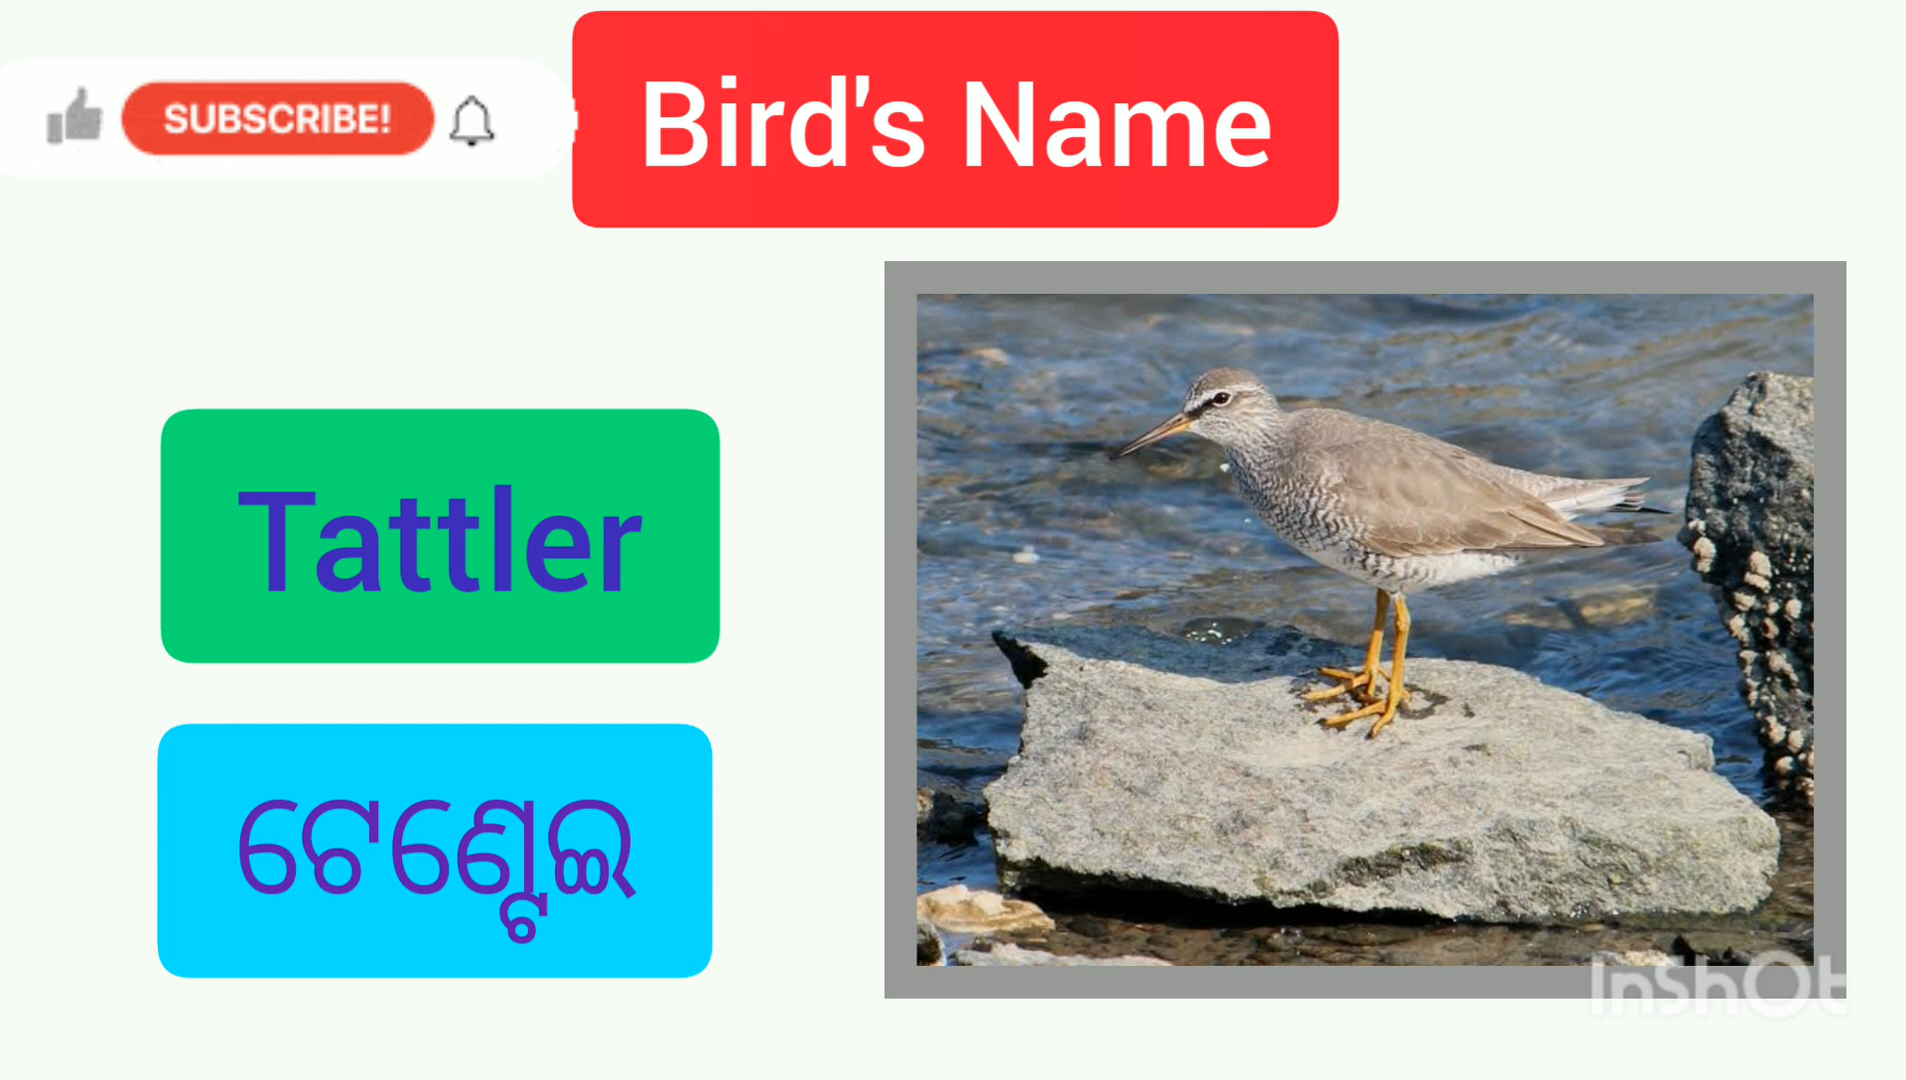 SUBSCRIBE!
Bird's Name
Tattler
ଟେଣ୍ଟେଇ
InShOt